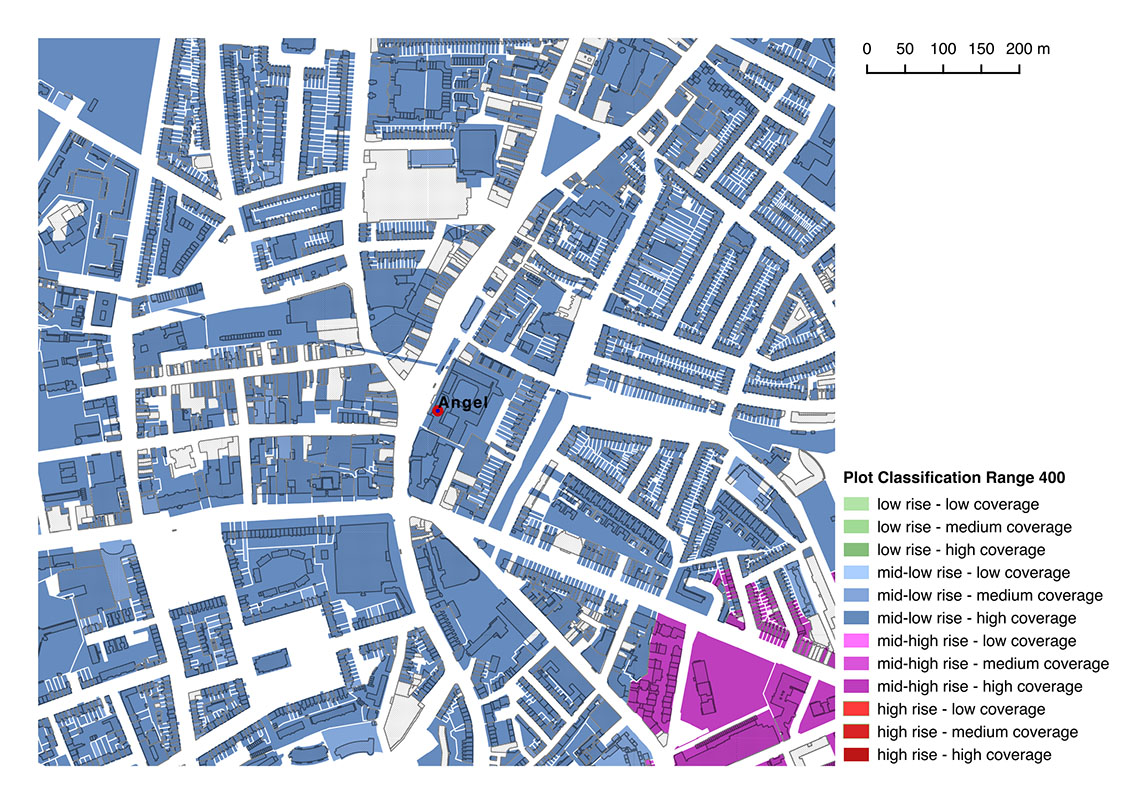 0 50 100 150 200 m
Angel
Plot Classification Range 400
low rise - low coverage
low rise - medium coverage
low rise - high coverage
mid-low rise - low coverage
mid-low rise - medium coverage
mid-low rise - high coverage
mid-high rise - low coverage
mid-high rise - medium coverage
mid-high rise - high coverage
high rise - low coverage
high rise - medium coverage
high rise - high coverage